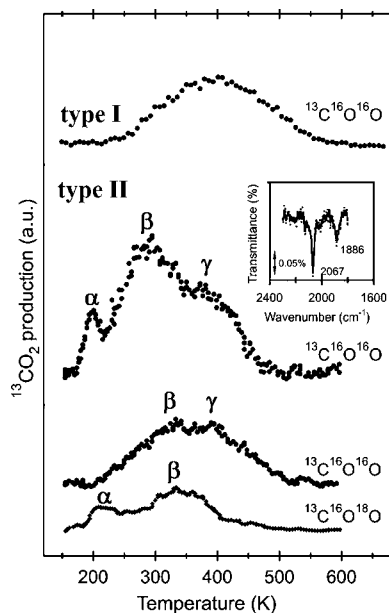 type I
¹³C¹⁶O¹⁶O
type II
α
β
γ
Transmittance (%)
0.05%
2067
1886
2400
2000
1600
Wavenumber (cm⁻¹)
¹³C¹⁶O¹⁶O
β
γ
¹³C¹⁶O¹⁶O
α
β
¹³C¹⁶O¹⁸O
¹³CO₂ production (a.u.)
200 300 400 500 600
Temperature (K)